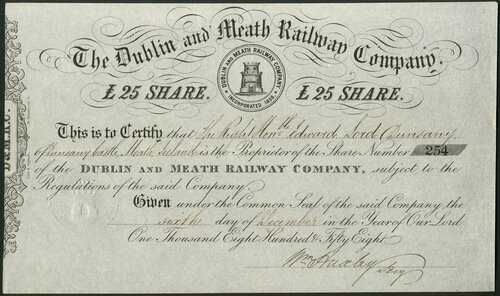 The Dublin and Meath Railway Company.
DUBLIN AND MEATH RAILWAY COMPANY
INCORPORATED 1858
£25 SHARE. £25 SHARE.
This is to Certify that The Right Honble Edward Lord Dunsany
of Dunsany Castle, Meath, Ireland is the Proprietor of the Share Number 254
of the DUBLIN AND MEATH RAILWAY COMPANY, subject to the
Regulations of the said Company
Given under the Common Seal of the said Company the
sixth day of December in the Year of Our Lord
One Thousand Eight Hundred & Fifty Eight.
Wm Huxley Secy
D & M.R.C.